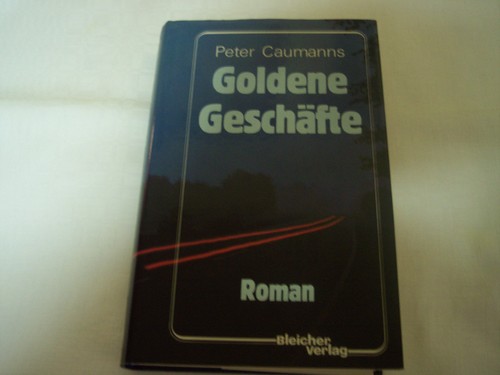 Peter Caumanns
Goldene
Geschäfte
Roman
Bleicher
Verlag